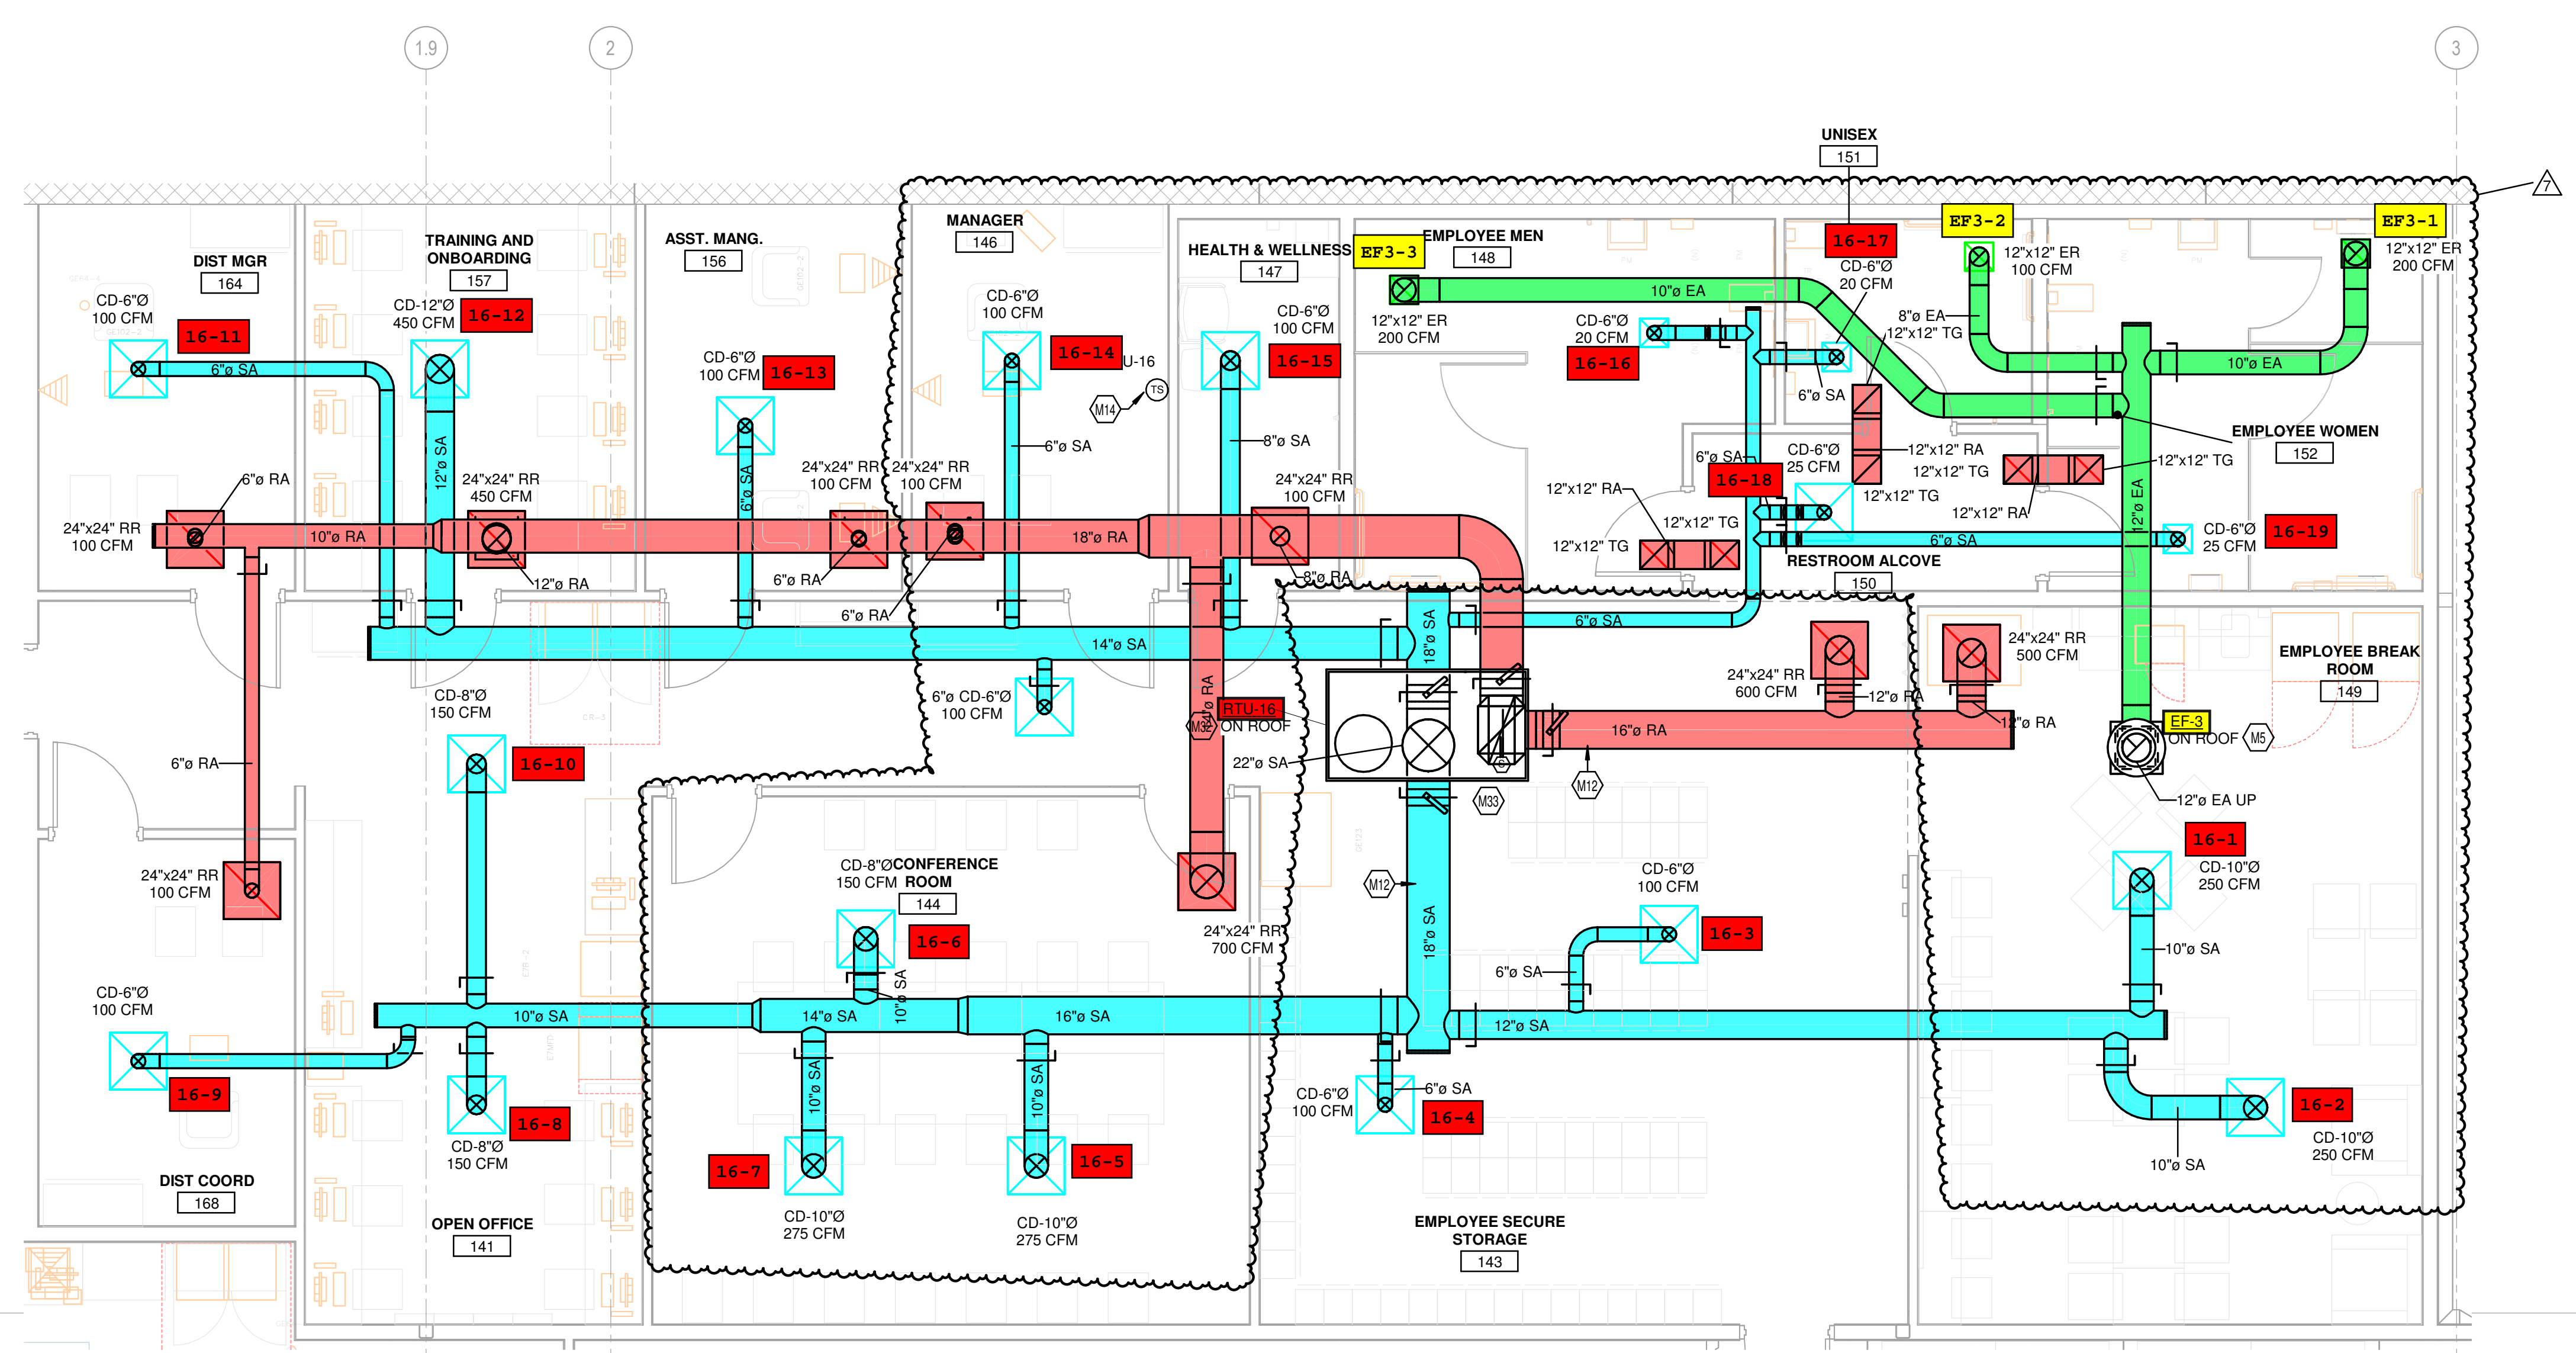 1.9
2
3
UNISEX
151
7
MANAGER
146
HEALTH & WELLNESS
147
EF3-3
EMPLOYEE MEN
148
16-17
CD-6"Ø
20 CFM
EF3-2
12"x12" ER
100 CFM
EF3-1
12"x12" ER
200 CFM
DIST MGR
164
TRAINING AND
ONBOARDING
157
ASST. MANG.
156
CD-6"Ø
100 CFM
16-11
CD-12"Ø
450 CFM
16-12
CD-6"Ø
100 CFM
16-13
CD-6"Ø
100 CFM
16-14
U-16
TS
M14
CD-6"Ø
100 CFM
16-15
12"x12" ER
200 CFM
10"ø EA
CD-6"Ø
20 CFM
16-16
8"ø EA
12"x12" TG
6"ø SA
10"ø EA
6"ø SA
12"ø SA
6"ø SA
6"ø SA
8"ø SA
EMPLOYEE WOMEN
152
6"ø RA
24"x24" RR
450 CFM
24"x24" RR
100 CFM
24"x24" RR
100 CFM
24"x24" RR
100 CFM
6"ø SA
16-18
CD-6"Ø
25 CFM
12"x12" RA
12"x12" TG
12"x12" TG
12"x12" TG
12"x12" RA
12"x12" RA
12"x12" TG
12"x12" TG
12"ø EA
24"x24" RR
100 CFM
10"ø RA
12"ø RA
6"ø RA
6"ø RA
18"ø RA
8"ø RA
6"ø SA
CD-6"Ø
25 CFM
16-19
RESTROOM ALCOVE
150
14"ø SA
18"ø SA
6"ø SA
24"x24" RR
600 CFM
24"x24" RR
500 CFM
EMPLOYEE BREAK
ROOM
149
12"ø RA
12"ø RA
CD-8"Ø
150 CFM
CR-3
6"ø CD-6"Ø
100 CFM
14"ø RA
RTU-16
M32
ON ROOF
22"ø SA
16"ø RA
M33
M12
EF-3
ON ROOF
M5
12"ø EA UP
6"ø RA
16-10
16-1
CD-10"Ø
250 CFM
24"x24" RR
100 CFM
CD-8"Ø
150 CFM
CONFERENCE
ROOM
144
M12
CD-6"Ø
100 CFM
16-3
16-6
24"x24" RR
700 CFM
18"ø SA
6"ø SA
10"ø SA
CD-6"Ø
100 CFM
10"ø SA
14"ø SA
10"ø SA
16"ø SA
12"ø SA
16-9
16-8
CD-8"Ø
150 CFM
10"ø SA
10"ø SA
CD-6"Ø
100 CFM
6"ø SA
16-4
16-2
CD-10"Ø
250 CFM
10"ø SA
16-7
16-5
CD-10"Ø
275 CFM
CD-10"Ø
275 CFM
DIST COORD
168
OPEN OFFICE
141
EMPLOYEE SECURE
STORAGE
143